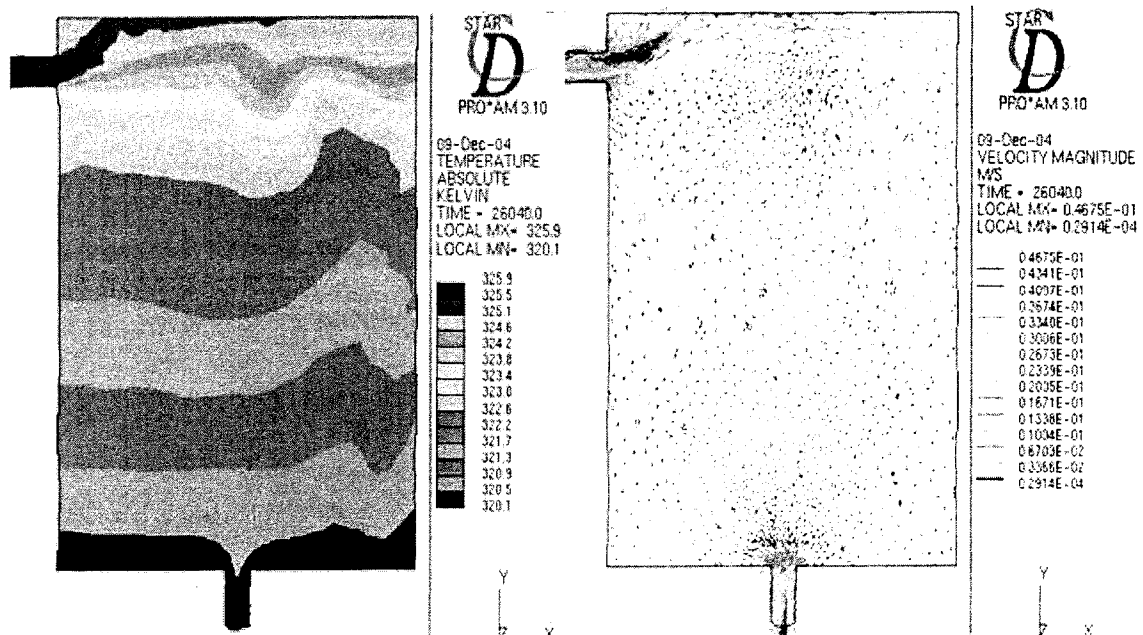 STAR
D
PRO*AM 3.10
09-Dec-04
TEMPERATURE
ABSOLUTE
KELVIN
TIME = 26040.0
LOCAL MX= 325.9
LOCAL MN= 320.1
325.9
325.5
325.1
324.6
324.2
323.8
323.4
323.0
322.6
322.2
321.7
321.3
320.9
320.5
320.1
Y
Z X
STAR
D
PRO*AM 3.10
09-Dec-04
VELOCITY MAGNITUDE
M/S
TIME = 26040.0
LOCAL MX= 0.4675E-01
LOCAL MN= 0.2914E-04
0.4675E-01
0.4341E-01
0.4007E-01
0.3674E-01
0.3340E-01
0.3006E-01
0.2673E-01
0.2339E-01
0.2005E-01
0.1671E-01
0.1338E-01
0.1004E-01
0.6703E-02
0.3366E-02
0.2914E-04
Y
Z X